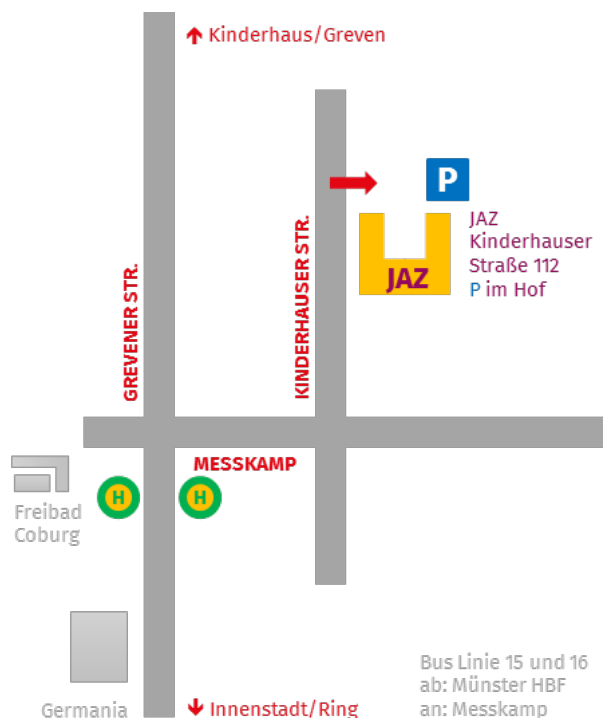 Kinderhaus/Greven
P
JAZ
Kinderhauser
Straße 112
P im Hof
JAZ
GREVENER STR.
KINDERHAUSER STR.
MESSKAMP
H
H
Freibad
Coburg
Germania
Innenstadt/Ring
Bus Linie 15 und 16
ab: Münster HBF
an: Messkamp